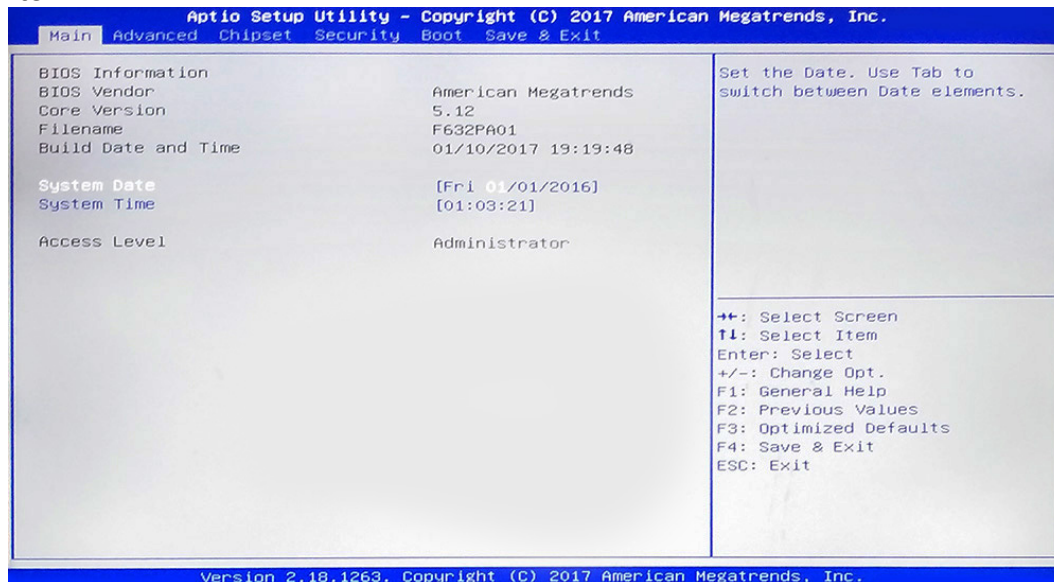 Aptio Setup Utility – Copyright (C) 2017 American Megatrends, Inc.
Main Advanced Chipset Security Boot Save & Exit
BIOS Information
BIOS Vendor American Megatrends
Core Version 5.12
Filename F632PA01
Build Date and Time 01/10/2017 19:19:48
System Date [Fri 01/01/2016]
System Time [01:03:21]
Access Level Administrator
Set the Date. Use Tab to
switch between Date elements.
→←: Select Screen
↑↓: Select Item
Enter: Select
+/-: Change Opt.
F1: General Help
F2: Previous Values
F3: Optimized Defaults
F4: Save & Exit
ESC: Exit
Version 2.18.1263. Copyright (C) 2017 American Megatrends, Inc.